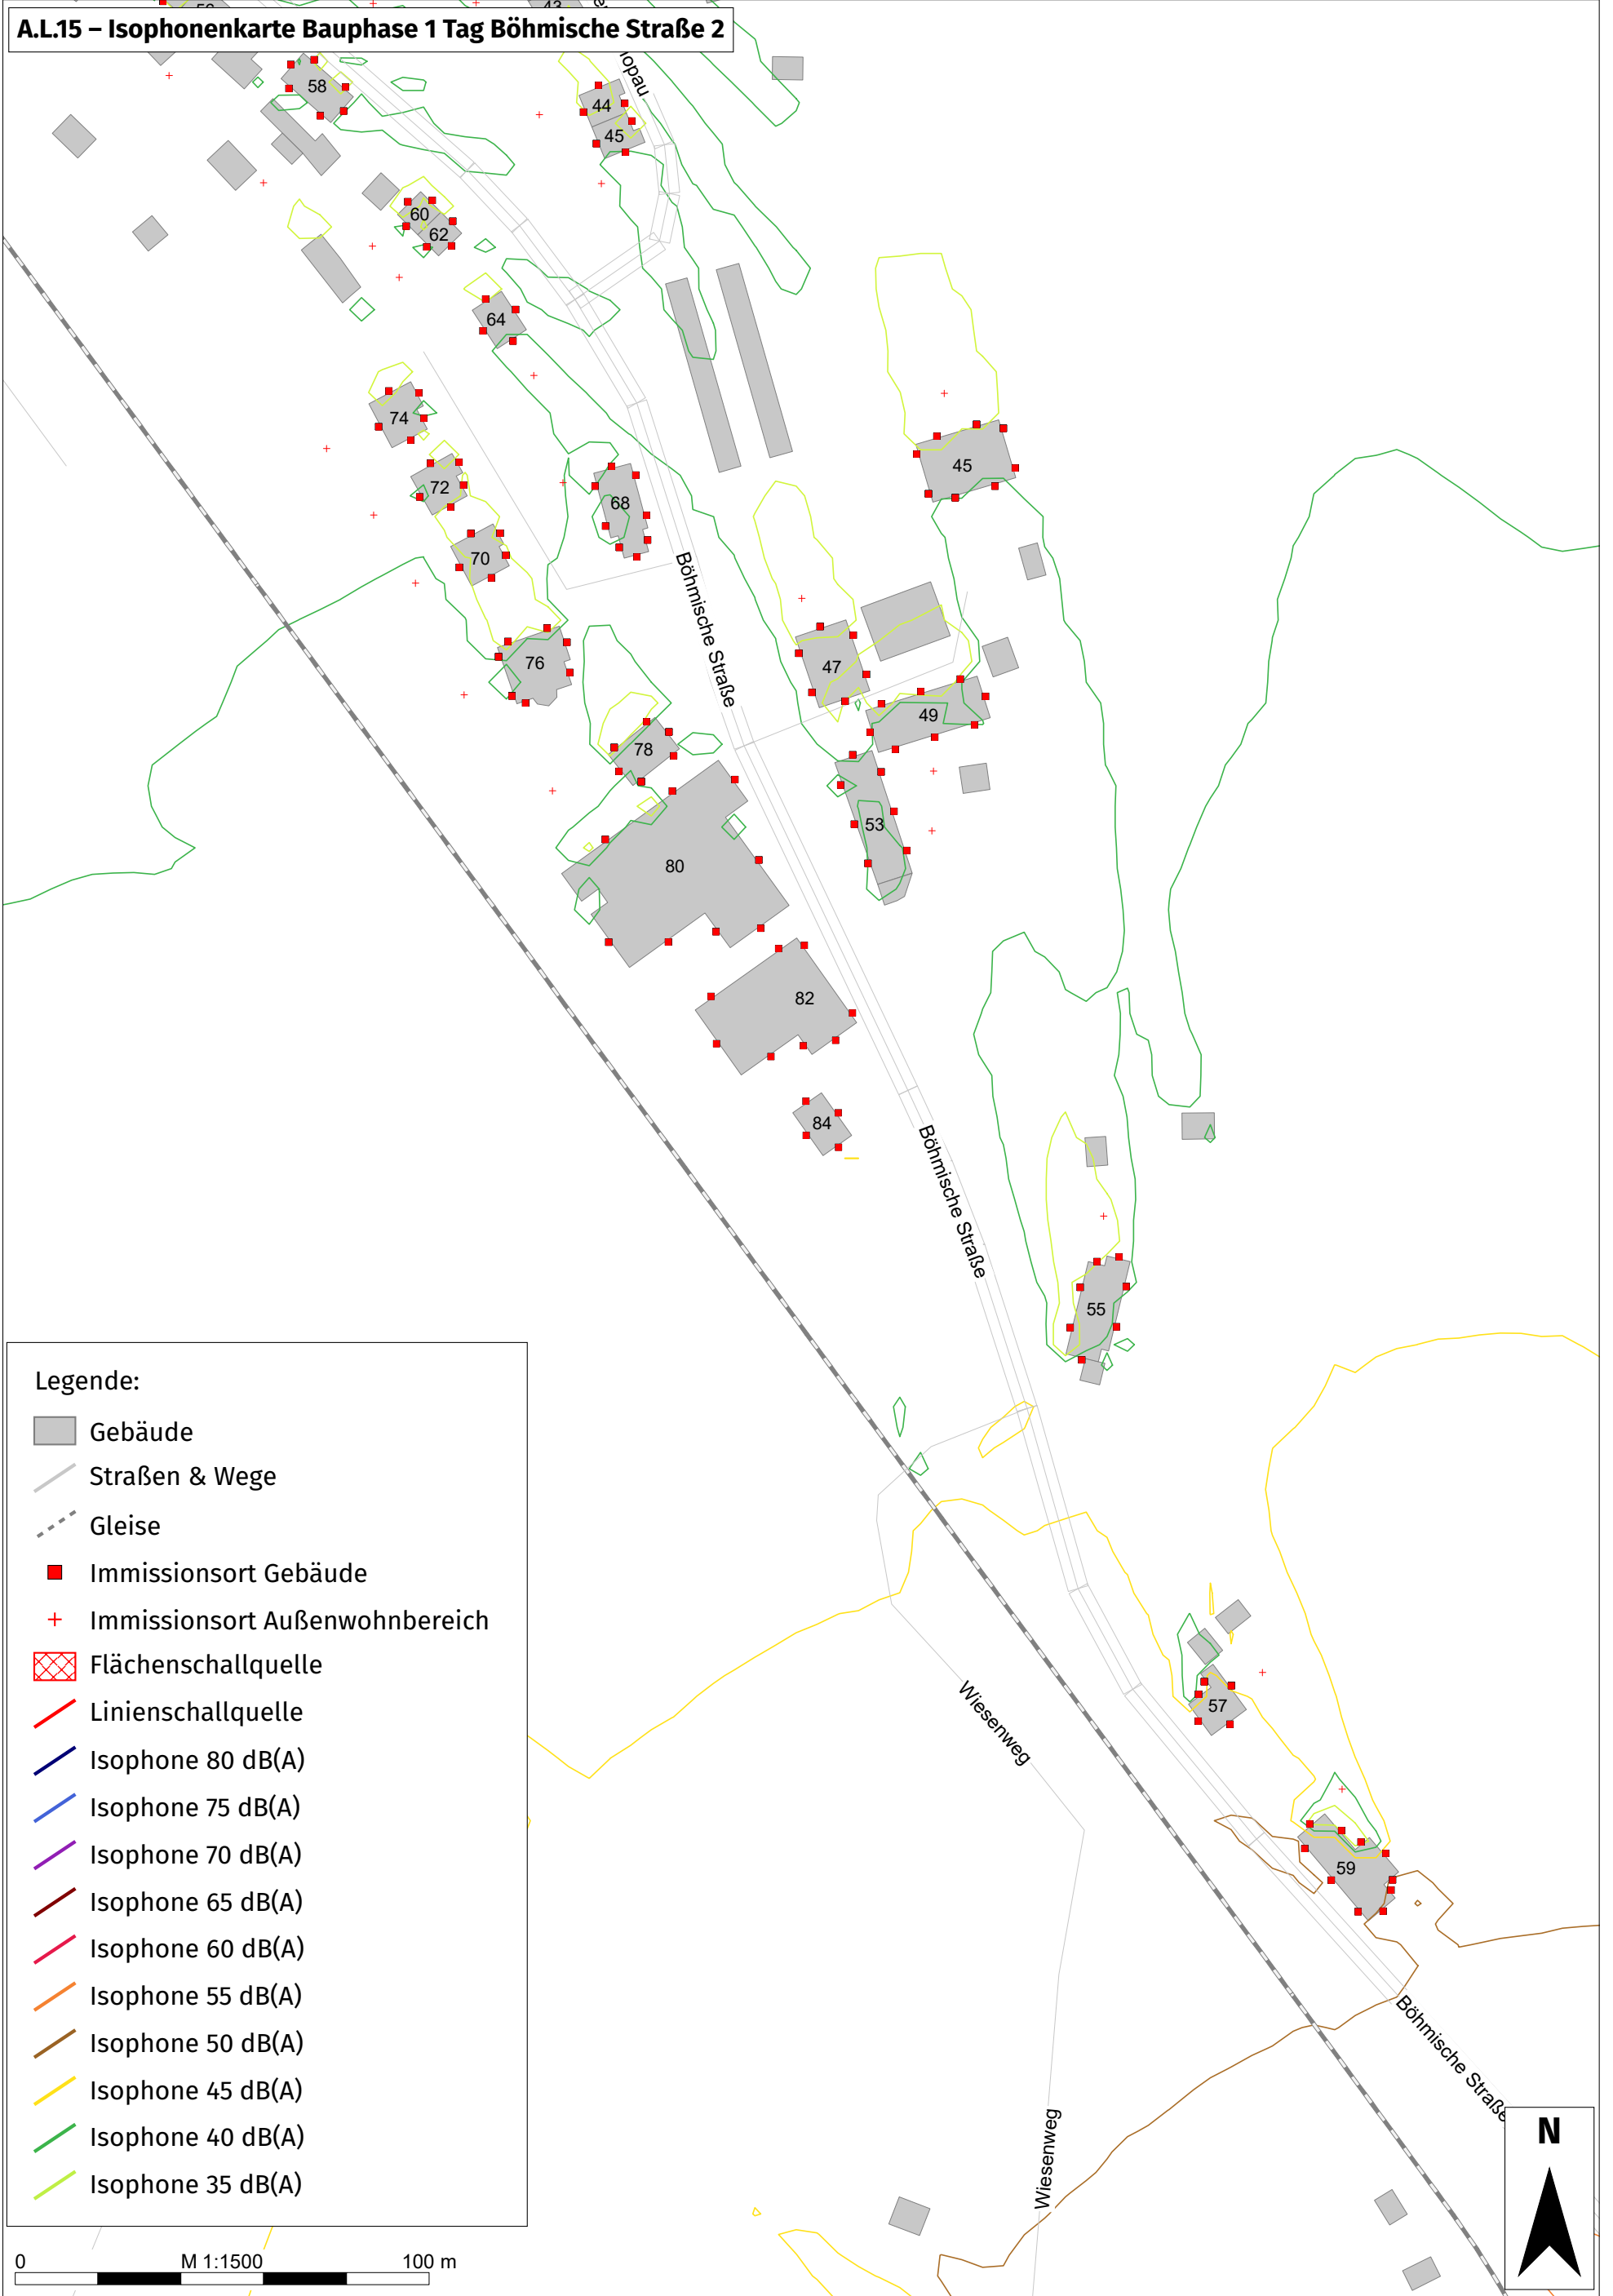 A.L.15 – Isophonenkarte Bauphase 1 Tag Böhmische Straße 2
43
58
44
45
60
62
64
74
72
68
70
45
Böhmische Straße
76
47
49
78
53
80
82
84
Böhmische Straße
55
57
Wiesenweg
59
Böhmische Straße
Wiesenweg
Legende:
Gebäude
Straßen & Wege
Gleise
Immissionsort Gebäude
Immissionsort Außenwohnbereich
Flächenschallquelle
Linienschallquelle
Isophone 80 dB(A)
Isophone 75 dB(A)
Isophone 70 dB(A)
Isophone 65 dB(A)
Isophone 60 dB(A)
Isophone 55 dB(A)
Isophone 50 dB(A)
Isophone 45 dB(A)
Isophone 40 dB(A)
Isophone 35 dB(A)
N
0 M 1:1500 100 m